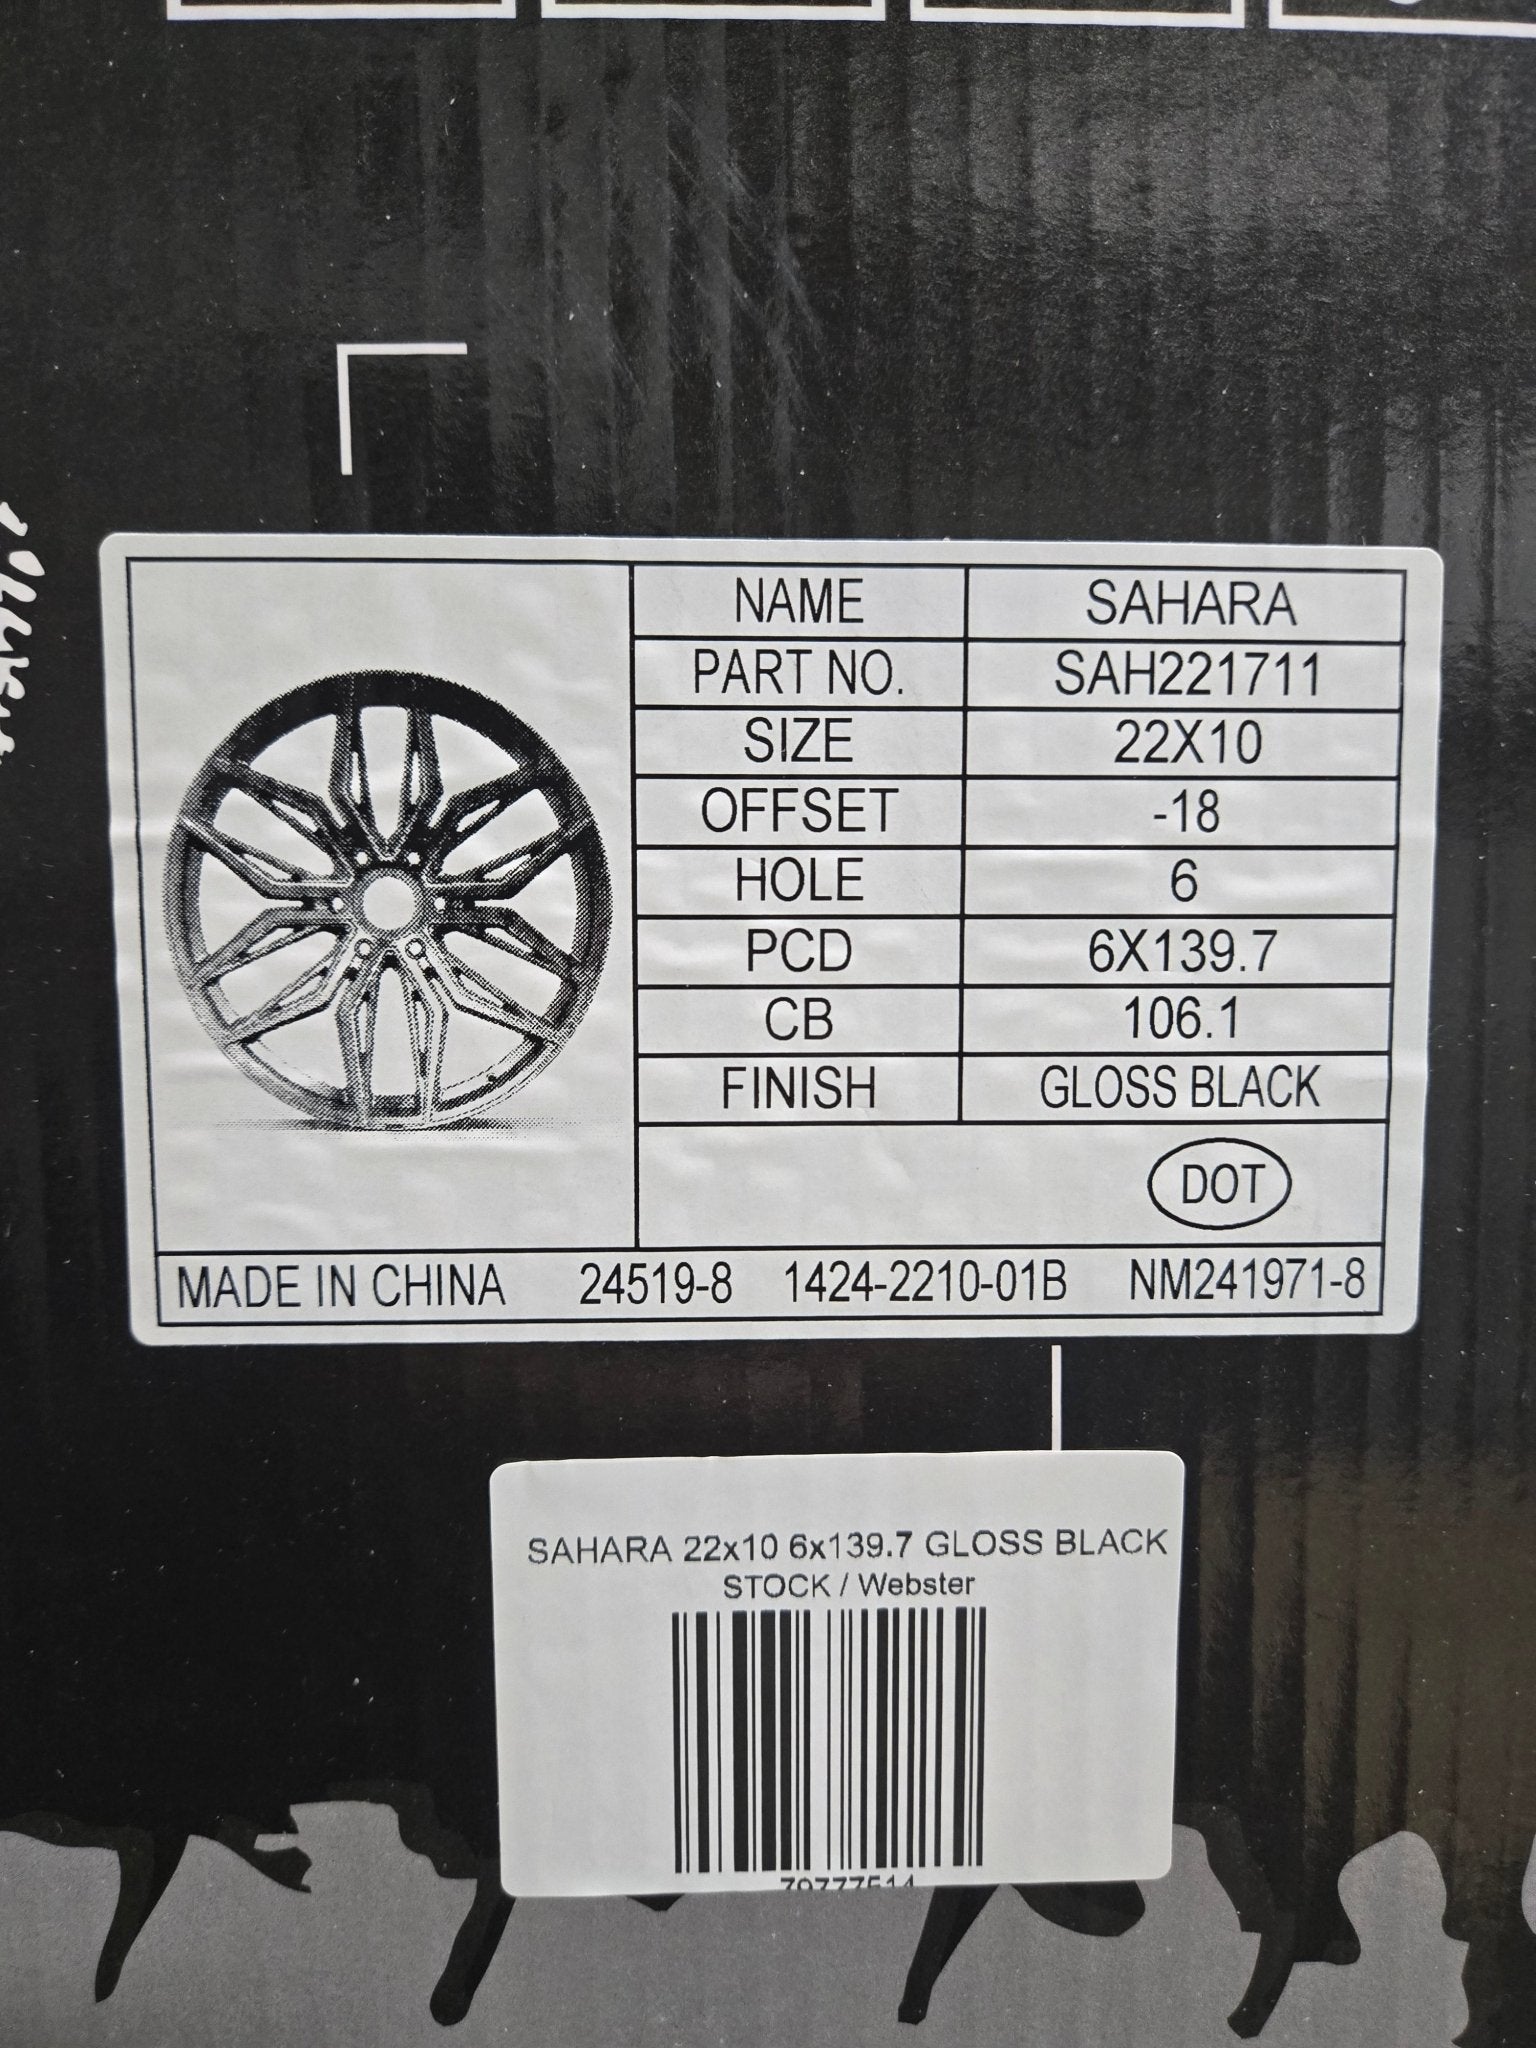 NAME SAHARA
PART NO. SAH221711
SIZE 22X10
OFFSET -18
HOLE 6
PCD 6X139.7
CB 106.1
FINISH GLOSS BLACK
DOT
MADE IN CHINA 24519-8 1424-2210-01B NM241971-8
SAHARA 22x10 6x139.7 GLOSS BLACK
STOCK / Webster
79777514